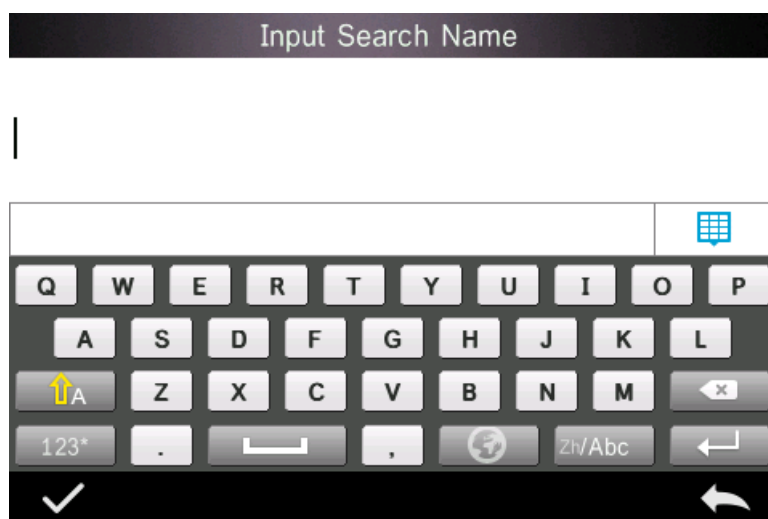 Input Search Name
Q W E R T Y U I O P
A S D F G H J K L
A Z X C V B N M
123* . , Zh/Abc